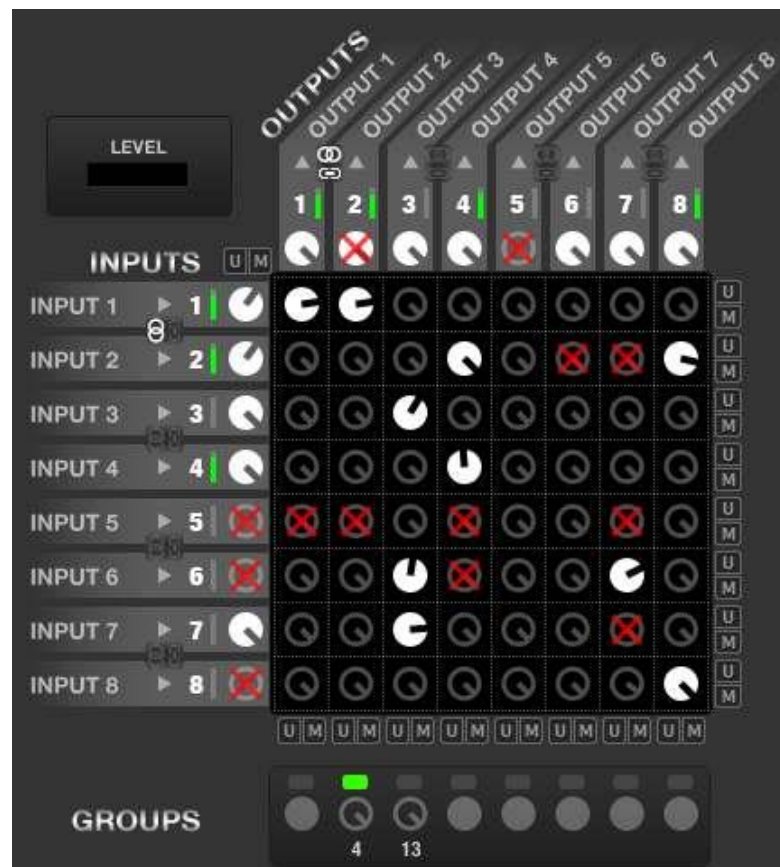 OUTPUTS
OUTPUT 1
OUTPUT 2
OUTPUT 3
OUTPUT 4
OUTPUT 5
OUTPUT 6
OUTPUT 7
OUTPUT 8
LEVEL
1 2 3 4 5 6 7 8
INPUTS U M
INPUT 1 1 U M
INPUT 2 2 U M
INPUT 3 3 U M
INPUT 4 4 U M
INPUT 5 5 U M
INPUT 6 6 U M
INPUT 7 7 U M
INPUT 8 8 U M
U M U M U M U M U M U M U M U M
GROUPS
4 13